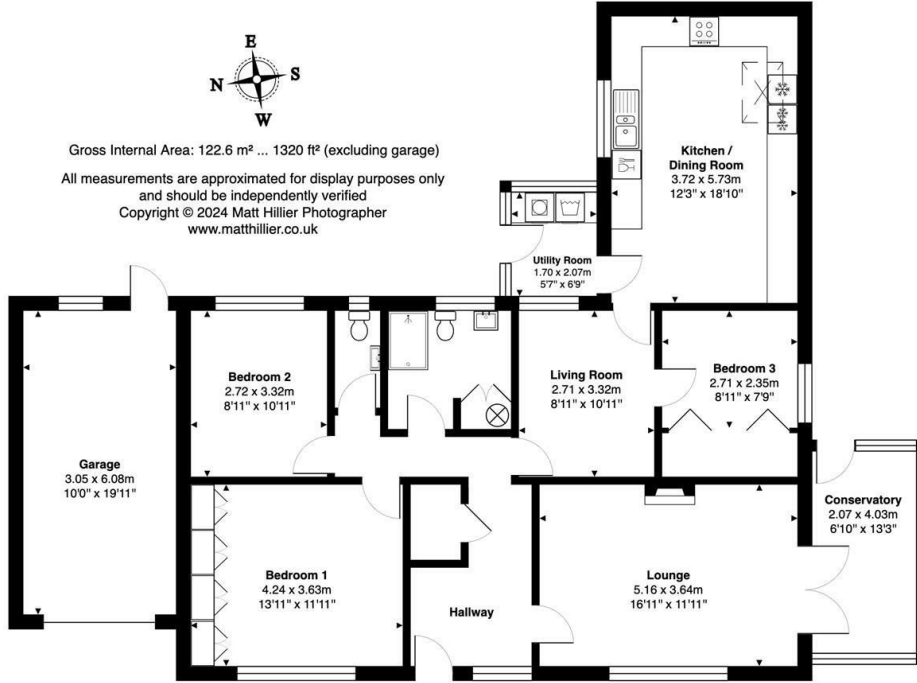 E
N
S
W
Gross Internal Area: 122.6 m² ... 1320 ft² (excluding garage)
All measurements are approximated for display purposes only
and should be independently verified
Copyright © 2024 Matt Hillier Photographer
www.matthillier.co.uk
Kitchen /
Dining Room
3.72 x 5.73m
12'3" x 18'10"
Utility Room
1.70 x 2.07m
5'7" x 6'9"
Bedroom 2
2.72 x 3.32m
8'11" x 10'11"
Living Room
2.71 x 3.32m
8'11" x 10'11"
Bedroom 3
2.71 x 2.35m
8'11" x 7'9"
Garage
3.05 x 6.08m
10'0" x 19'11"
Conservatory
2.07 x 4.03m
6'10" x 13'3"
Bedroom 1
4.24 x 3.63m
13'11" x 11'11"
Hallway
Lounge
5.16 x 3.64m
16'11" x 11'11"